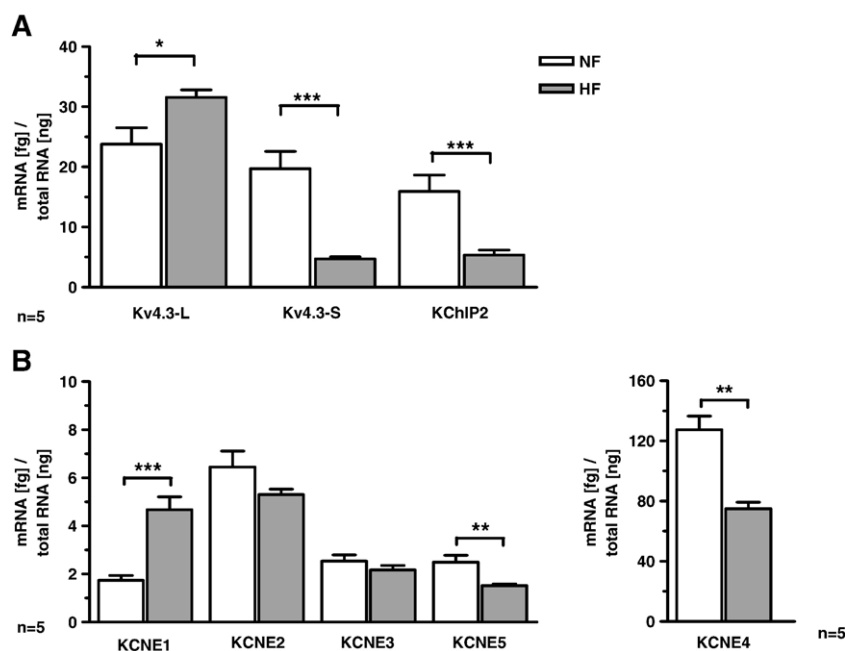 A
mRNA [fg] /
total RNA [ng]
40
30
20
10
0
*
***
***
NF
HF
Kv4.3-L Kv4.3-S KChIP2
n=5
B
mRNA [fg] /
total RNA [ng]
10
8
6
4
2
0
***
**
KCNE1 KCNE2 KCNE3 KCNE5
n=5
mRNA [fg] /
total RNA [ng]
160
120
80
60
0
**
KCNE4
n=5